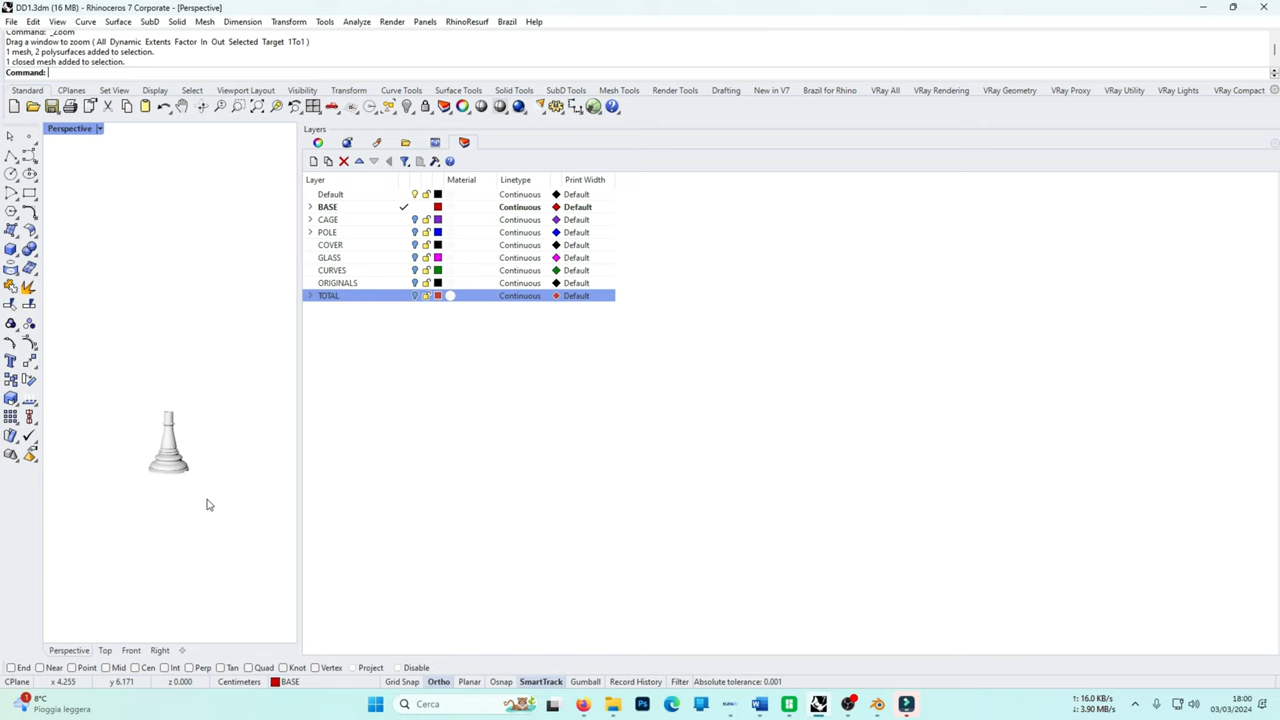 DD1.3dm (16 MB) - Rhinoceros 7 Corporate - [Perspective]
File Edit View Curve Surface SubD Solid Mesh Dimension Transform Tools Analyze Render Panels RhinoResurf Brazil Help
Command: _Zoom
Drag a window to zoom ( All Dynamic Extents Factor In Out Selected Target 1To1 )
1 mesh, 2 polysurfaces added to selection.
1 closed mesh added to selection.
Command:
Standard CPlanes Set View Display Select Viewport Layout Visibility Transform Curve Tools Surface Tools Solid Tools SubD Tools Mesh Tools Render Tools Drafting New in V7 Brazil for Rhino VRay All VRay Rendering VRay Geometry VRay Proxy VRay Utility VRay Lights VRay Compact
Perspective
Layers
Layer Material Linetype Print Width
Default Continuous Default
BASE Continuous Default
CAGE Continuous Default
POLE Continuous Default
COVER Continuous Default
GLASS Continuous Default
CURVES Continuous Default
ORIGINALS Continuous Default
TOTAL Continuous Default
Perspective Top Front Right
End Near Point Mid Cen Int Perp Tan Quad Knot Vertex Project Disable
CPlane x 4.255 y 6.171 z 0.000 Centimeters BASE Grid Snap Ortho Planar Osnap SmartTrack Gumball Record History Filter Absolute tolerance: 0.001
8°C
Pioggia leggera
Cerca
↑: 16.0 KB/s
↓: 3.90 MB/s
18:00
03/03/2024